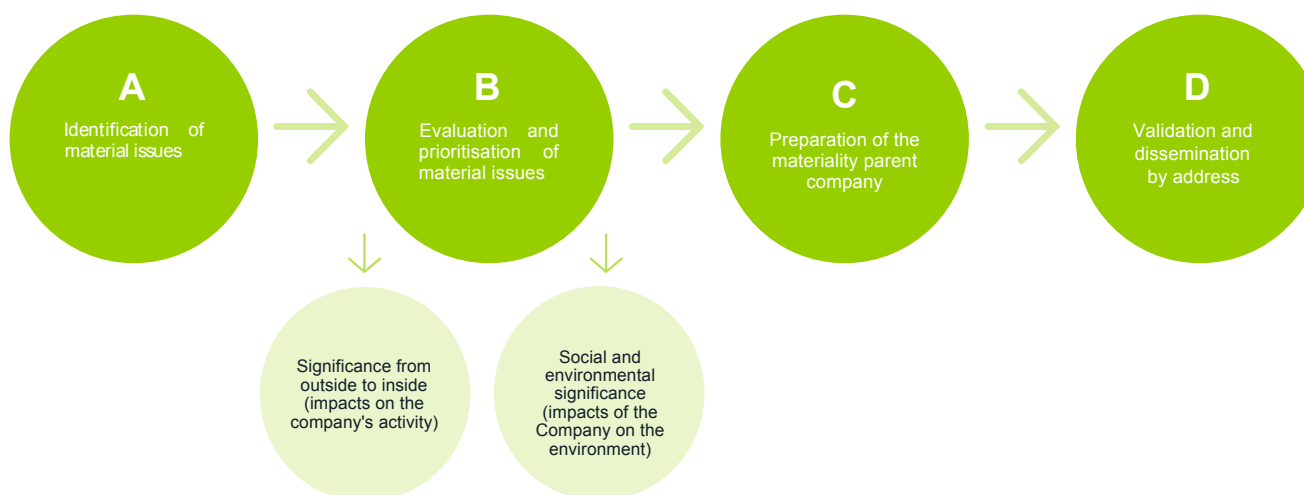 A
Identification of
material issues
B
Evaluation and
prioritisation of
material issues
C
Preparation of the
materiality parent
company
D
Validation and
dissemination
by address
Significance from
outside to inside
(impacts on the
company's activity)
Social and
environmental
significance
(impacts of the
Company on the
environment)